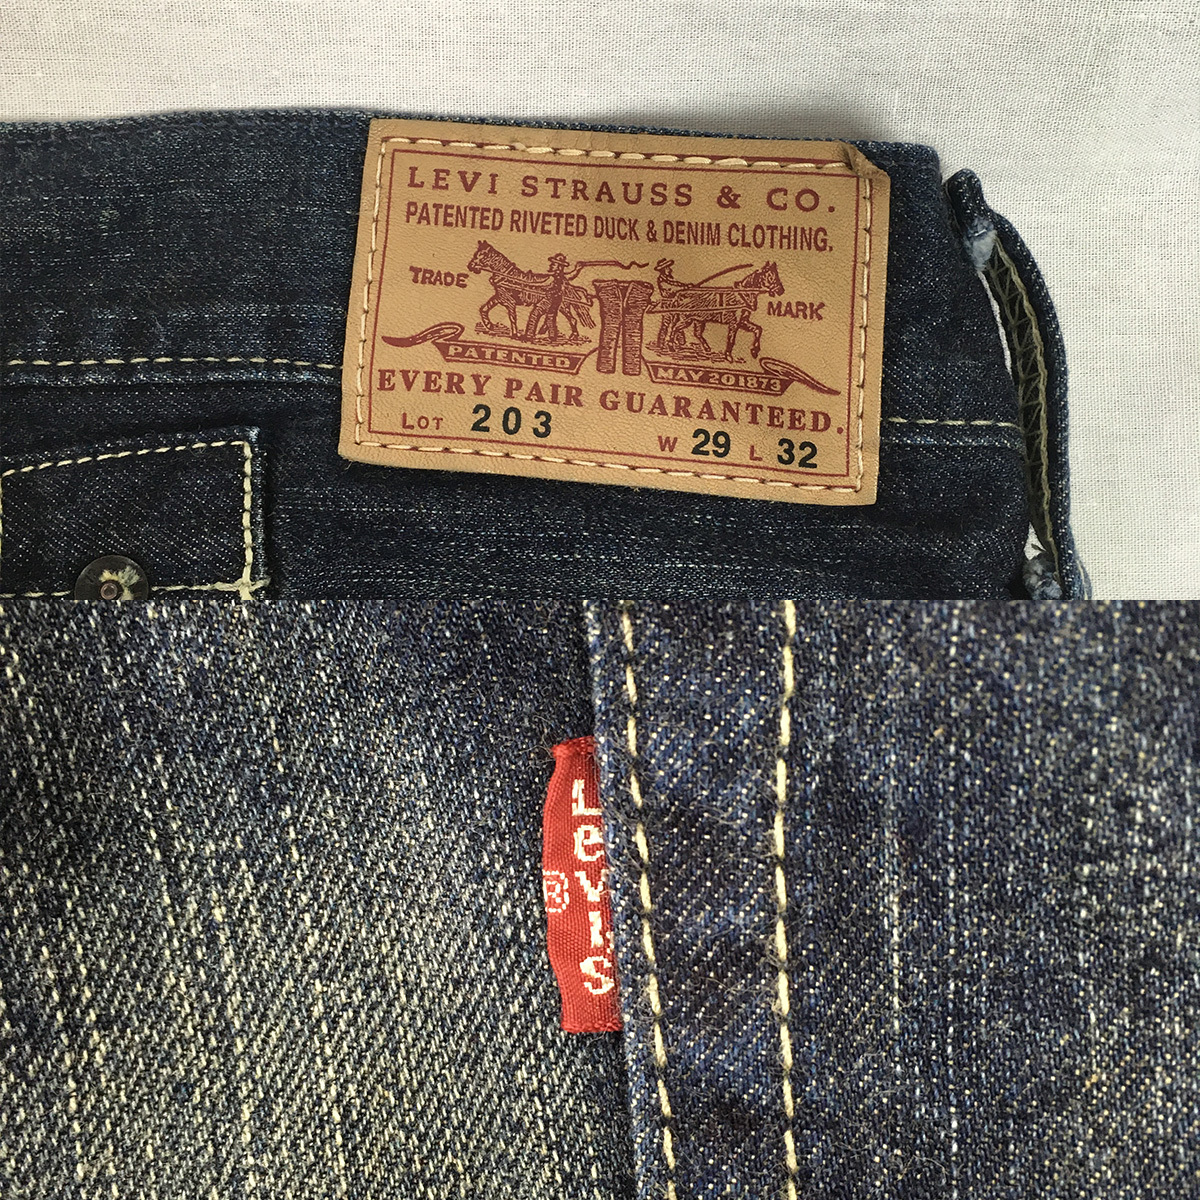 LEVI STRAUSS & CO.
PATENTED RIVETED DUCK & DENIM CLOTHING.
TRADE MARK
PATENTED MAY 20 1873
EVERY PAIR GUARANTEED.
LOT 203 W 29 L 32
Levi's
®